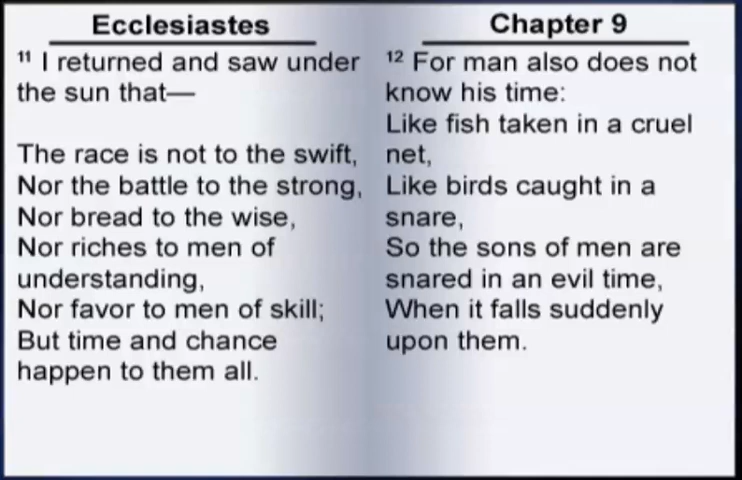 Ecclesiastes
¹¹ I returned and saw under
the sun that—
The race is not to the swift,
Nor the battle to the strong,
Nor bread to the wise,
Nor riches to men of
understanding,
Nor favor to men of skill;
But time and chance
happen to them all.
Chapter 9
¹² For man also does not
know his time:
Like fish taken in a cruel
net,
Like birds caught in a
snare,
So the sons of men are
snared in an evil time,
When it falls suddenly
upon them.